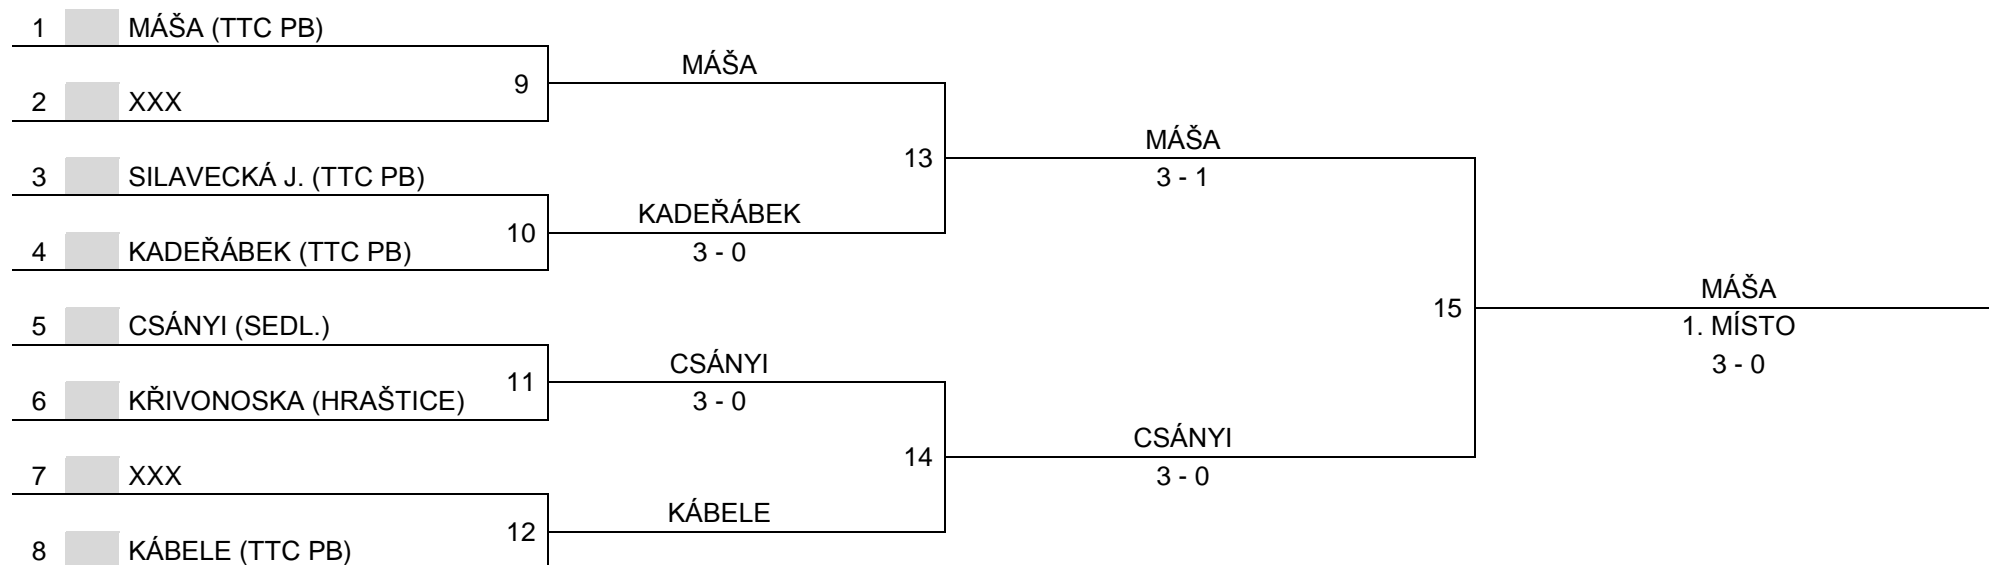 1 MÁŠA (TTC PB)
MÁŠA
9
2 XXX
MÁŠA
13
3 SILAVECKÁ J. (TTC PB)
3 - 1
KADEŘÁBEK
10
4 KADEŘÁBEK (TTC PB)
3 - 0
MÁŠA
15
5 CSÁNYI (SEDL.)
1. MÍSTO
CSÁNYI
3 - 0
11
6 KŘIVONOSKA (HRAŠTICE)
3 - 0
CSÁNYI
14
7 XXX
3 - 0
KÁBELE
12
8 KÁBELE (TTC PB)